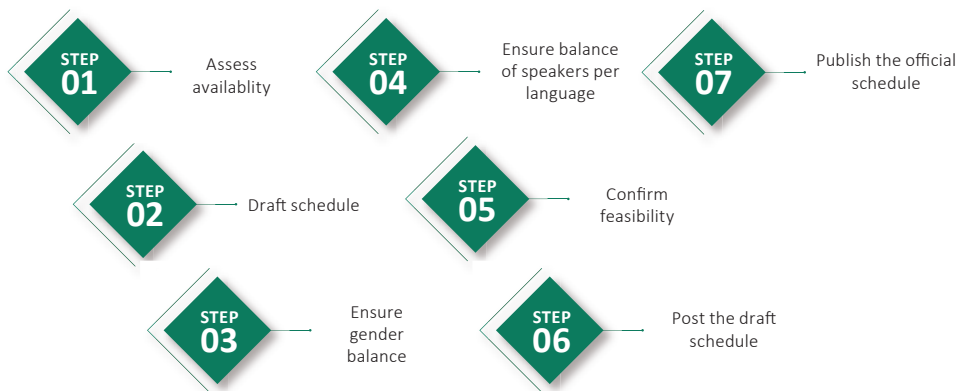 STEP
01
Assess
availablity
STEP
02
Draft schedule
STEP
03
Ensure
gender
balance
STEP
04
Ensure balance
of speakers per
language
STEP
05
Confirm
feasibility
STEP
06
Post the draft
schedule
STEP
07
Publish the official
schedule